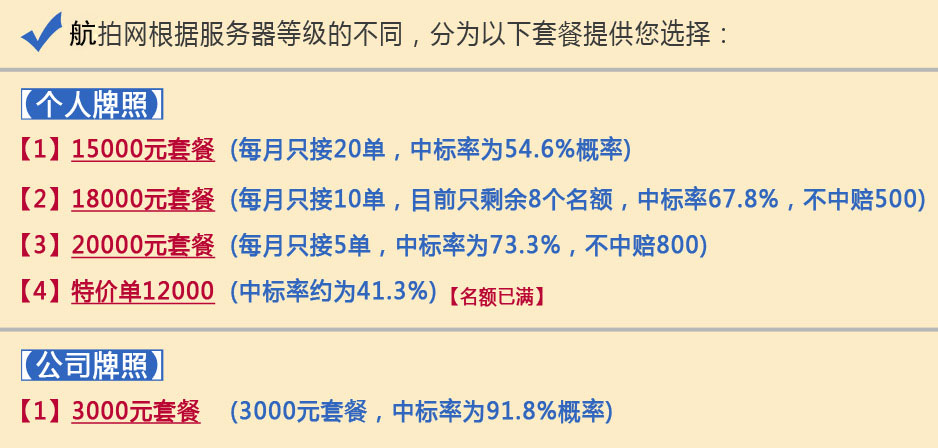 航拍网根据服务器等级的不同，分为以下套餐提供您选择：
【个人牌照】
【1】15000元套餐 (每月只接20单，中标率为54.6%概率)
【2】18000元套餐 (每月只接10单，目前只剩余8个名额，中标率67.8%，不中赔500)
【3】20000元套餐 (每月只接5单，中标率为73.3%，不中赔800)
【4】特价单12000 (中标率约为41.3%)【名额已满】
【公司牌照】
【1】3000元套餐 (3000元套餐，中标率为91.8%概率)